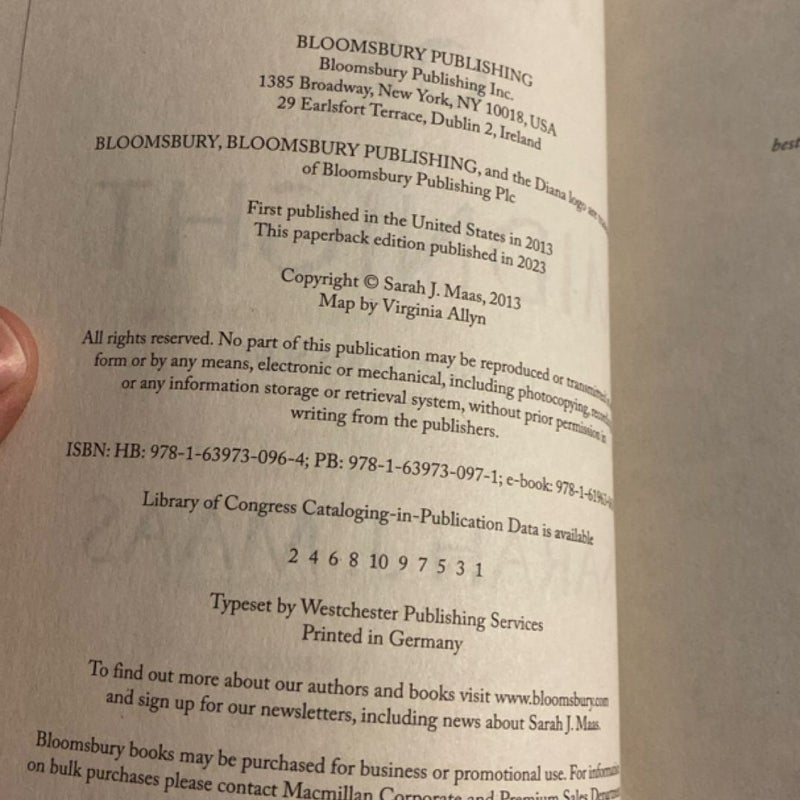 BLOOMSBURY PUBLISHING
Bloomsbury Publishing Inc.
1385 Broadway, New York, NY 10018, USA
29 Earlsfort Terrace, Dublin 2, Ireland
BLOOMSBURY, BLOOMSBURY PUBLISHING, and the Diana logo are
of Bloomsbury Publishing Plc
First published in the United States in 2013
This paperback edition published in 2023
Copyright © Sarah J. Maas, 2013
Map by Virginia Allyn
All rights reserved. No part of this publication may be reproduced or transmitted
form or by any means, electronic or mechanical, including photocopying,
or any information storage or retrieval system, without prior permission in
writing from the publishers.
ISBN: HB: 978-1-63973-096-4; PB: 978-1-63973-097-1; e-book:
Library of Congress Cataloging-in-Publication Data is available
2 4 6 8 10 9 7 5 3 1
Typeset by Westchester Publishing Services
Printed in Germany
To find out more about our authors and books visit www.bloomsbury.com
and sign up for our newsletters, including news about Sarah J. Maas.
Bloomsbury books may be purchased for business or promotional use. For
on bulk purchases please contact Macmillan Corporate and Premium Sales
best